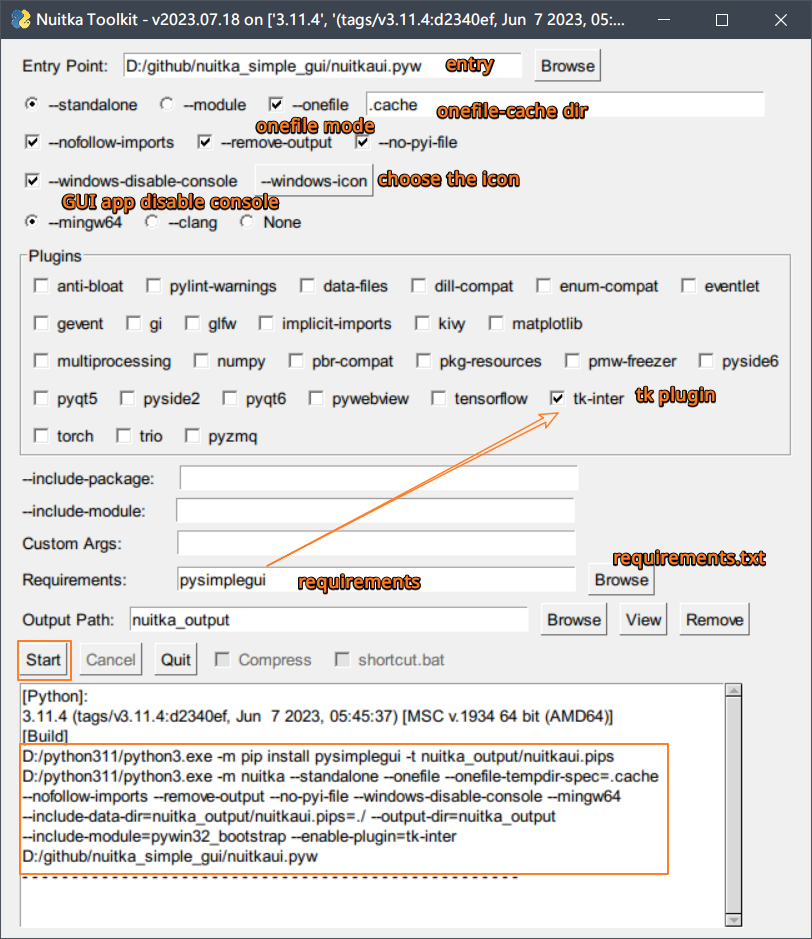 Nuitka Toolkit - v2023.07.18 on ['3.11.4', '(tags/v3.11.4:d2340ef, Jun  7 2023, 05:...
Entry Point: D:/github/nuitka_simple_gui/nuitkaui.pyw entry Browse
--standalone --module --onefile .cache onefile-cache dir
onefile mode
--nofollow-imports --remove-output --no-pyi-file
--windows-disable-console --windows-icon choose the icon
GUI app disable console
--mingw64 --clang None
Plugins
anti-bloat pylint-warnings data-files dill-compat enum-compat eventlet
gevent gi glfw implicit-imports kivy matplotlib
multiprocessing numpy pbr-compat pkg-resources pmw-freezer pyside6
pyqt5 pyside2 pyqt6 pywebview tensorflow tk-inter tk plugin
torch trio pyzmq
--include-package:
--include-module:
Custom Args:
requirements.txt
Requirements: pysimplegui requirements Browse
Output Path: nuitka_output Browse View Remove
Start Cancel Quit Compress shortcut.bat
[Python]:
3.11.4 (tags/v3.11.4:d2340ef, Jun  7 2023, 05:45:37) [MSC v.1934 64 bit (AMD64)]
[Build]
D:/python311/python3.exe -m pip install pysimplegui -t nuitka_output/nuitkaui.pips
D:/python311/python3.exe -m nuitka --standalone --onefile --onefile-tempdir-spec=.cache
--nofollow-imports --remove-output --no-pyi-file --windows-disable-console --mingw64
--include-data-dir=nuitka_output/nuitkaui.pips=./ --output-dir=nuitka_output
--include-module=pywin32_bootstrap --enable-plugin=tk-inter
D:/github/nuitka_simple_gui/nuitkaui.pyw
- - - - - - - - - - - - - - - - - - - - - - - - - - - - - - - - - - - - - - - - - - - - - - - - - -